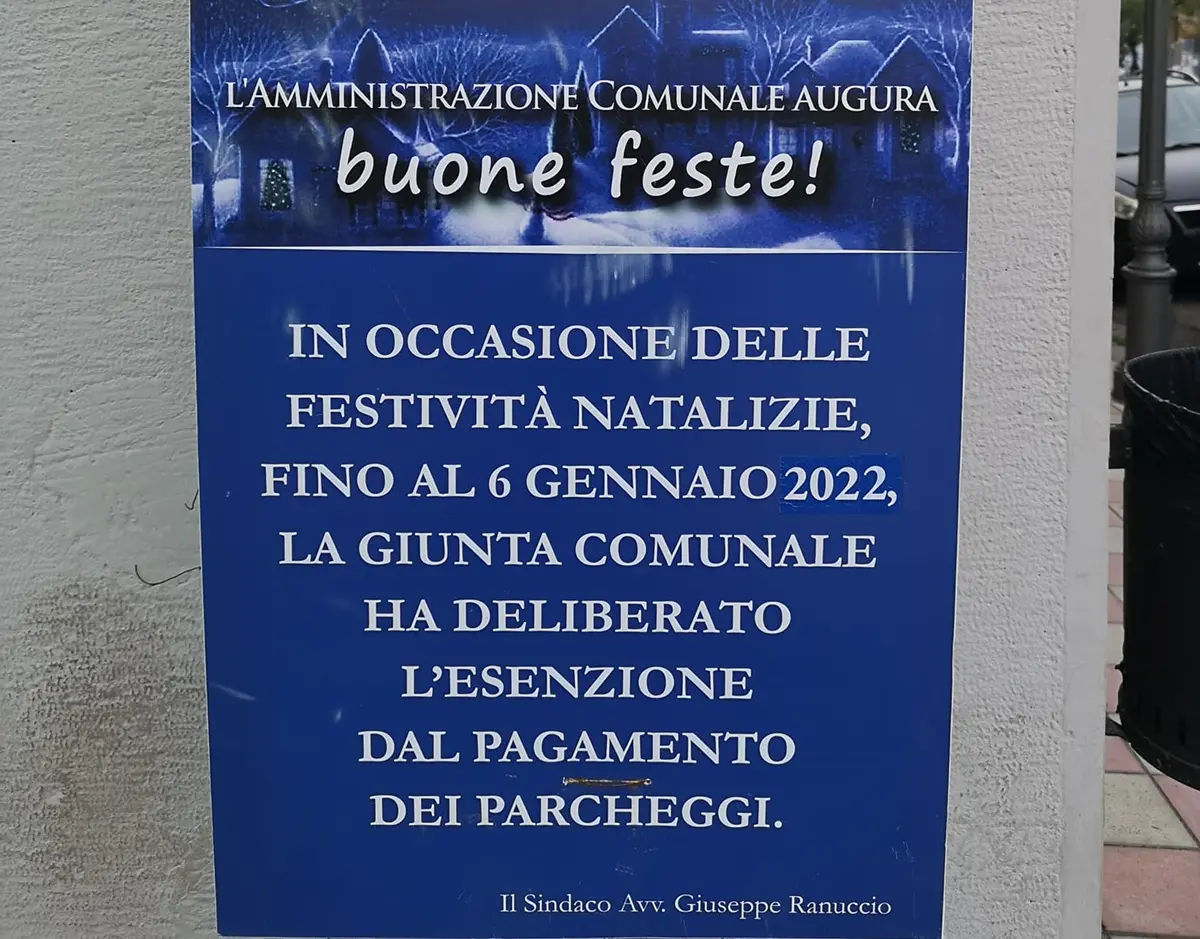 L'AMMINISTRAZIONE COMUNALE AUGURA
buone feste!
IN OCCASIONE DELLE
FESTIVITÀ NATALIZIE,
FINO AL 6 GENNAIO 2022,
LA GIUNTA COMUNALE
HA DELIBERATO
L’ESENZIONE
DAL PAGAMENTO
DEI PARCHEGGI.
Il Sindaco Avv. Giuseppe Ranuccio